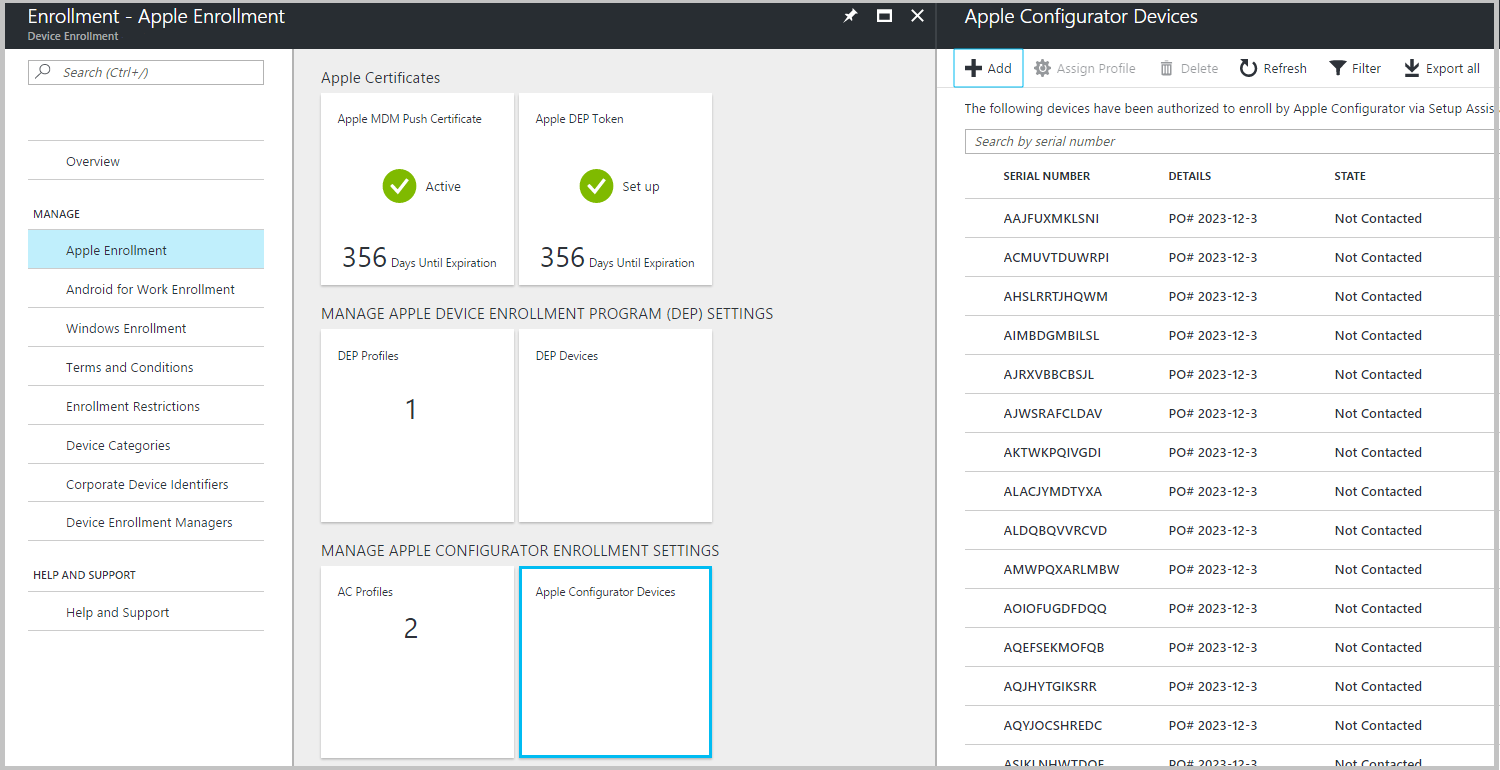 Enrollment - Apple Enrollment
Device Enrollment
Search (Ctrl+/)
Overview
MANAGE
Apple Enrollment
Android for Work Enrollment
Windows Enrollment
Terms and Conditions
Enrollment Restrictions
Device Categories
Corporate Device Identifiers
Device Enrollment Managers
HELP AND SUPPORT
Help and Support
Apple Certificates
Apple MDM Push Certificate
Active
356 Days Until Expiration
Apple DEP Token
Set up
356 Days Until Expiration
MANAGE APPLE DEVICE ENROLLMENT PROGRAM (DEP) SETTINGS
DEP Profiles
1
DEP Devices
MANAGE APPLE CONFIGURATOR ENROLLMENT SETTINGS
AC Profiles
2
Apple Configurator Devices
Apple Configurator Devices
Add Assign Profile Delete Refresh Filter Export all
The following devices have been authorized to enroll by Apple Configurator via Setup Assis
Search by serial number
SERIAL NUMBER DETAILS STATE
AAJFUXMKLSNI PO# 2023-12-3 Not Contacted
ACMUVTDUWRPI PO# 2023-12-3 Not Contacted
AHSLRRTJHQWM PO# 2023-12-3 Not Contacted
AIMBDGMBILSL PO# 2023-12-3 Not Contacted
AJRXVBBCBSJL PO# 2023-12-3 Not Contacted
AJWSRAFCLDAV PO# 2023-12-3 Not Contacted
AKTWKPQIVGDI PO# 2023-12-3 Not Contacted
ALACJYMDTYXA PO# 2023-12-3 Not Contacted
ALDQBQVVRCVD PO# 2023-12-3 Not Contacted
AMWPQXARLMBW PO# 2023-12-3 Not Contacted
AOIOFUGDFDQQ PO# 2023-12-3 Not Contacted
AQEFSEKMOFQB PO# 2023-12-3 Not Contacted
AQJHYTGIKSRR PO# 2023-12-3 Not Contacted
AQYJOCSHREDC PO# 2023-12-3 Not Contacted
PO# 2023-12-3 Not Contacted